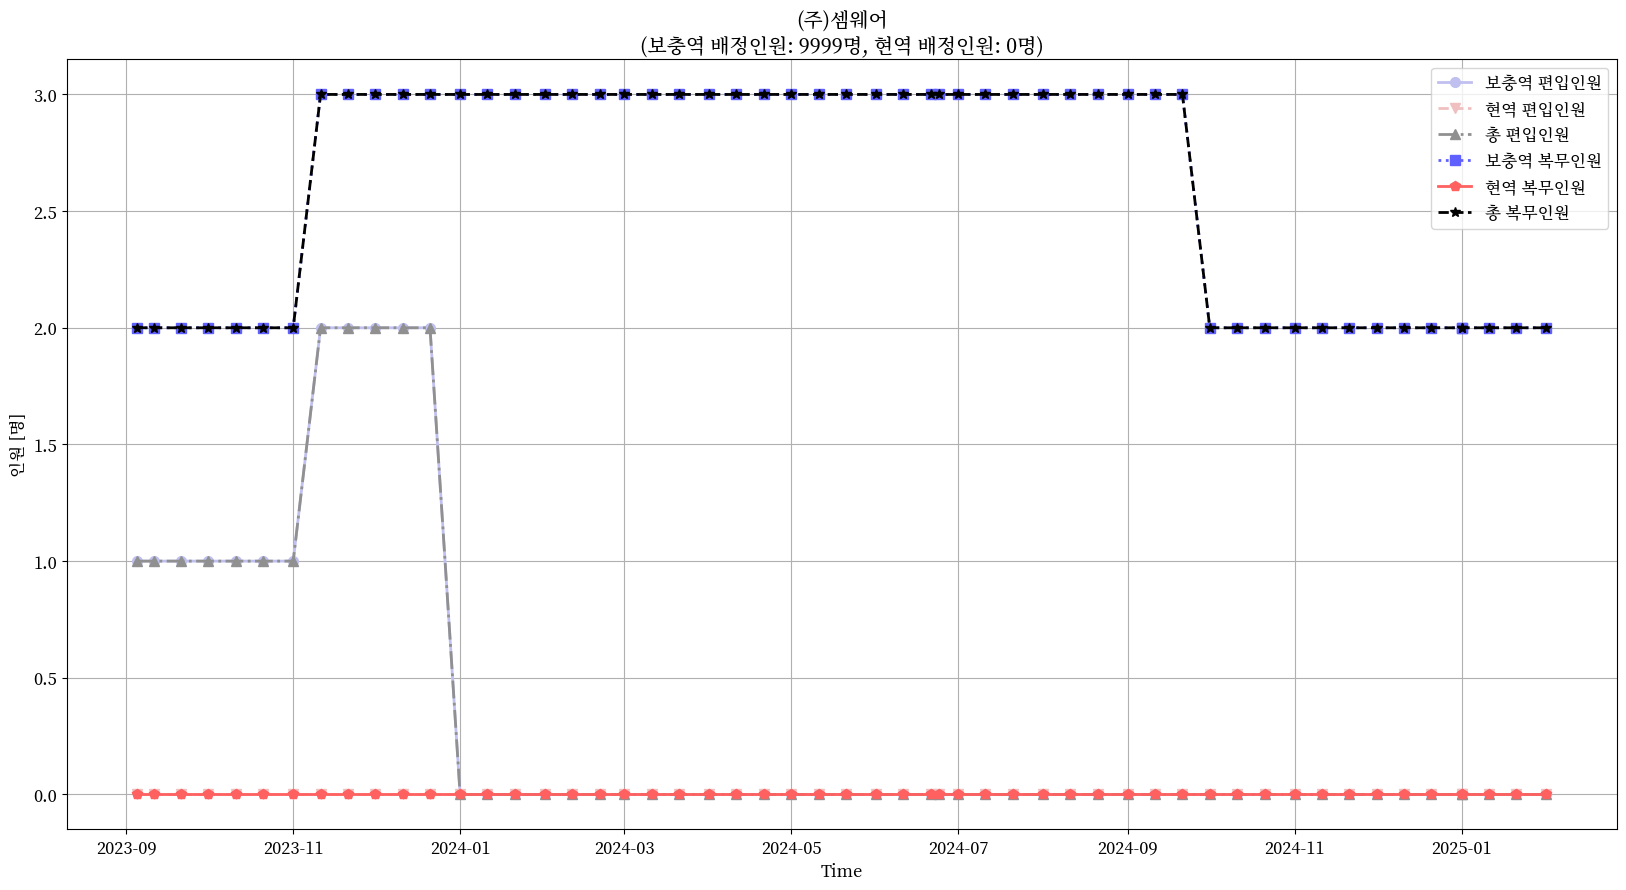 (주)셈웨어
(보충역 배정인원: 9999명, 현역 배정인원: 0명)
보충역 편입인원
현역 편입인원
총 편입인원
보충역 복무인원
현역 복무인원
총 복무인원
인원 [명]
3.0
2.5
2.0
1.5
1.0
0.5
0.0
2023-09
2023-11
2024-01
2024-03
2024-05
2024-07
2024-09
2024-11
2025-01
Time